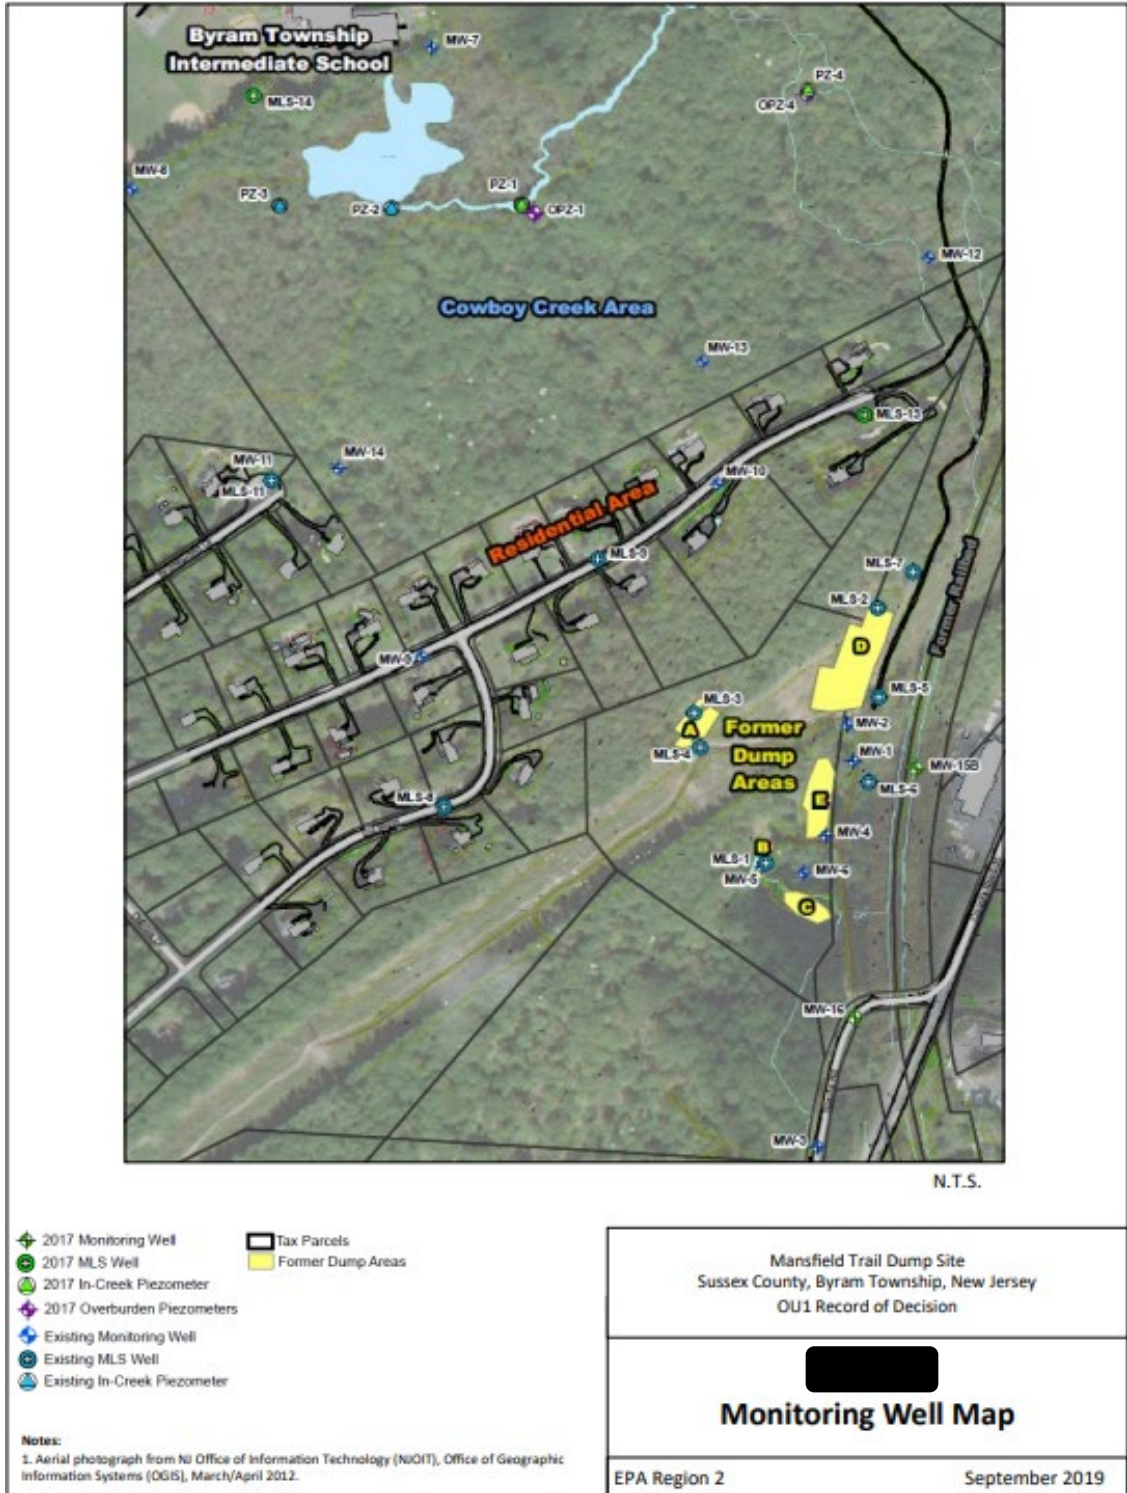 Byram Township
Intermediate School
MW-7
PZ-4
OPZ-4
MLS-14
MW-8
PZ-3
PZ-2
PZ-1
OPZ-1
MW-12
Cowboy Creek Area
MW-13
MLS-13
MW-11
MLS-11
MW-14
MW-10
Residential Area
MLS-9
MLS-7
MLS-2
Former Railbed
D
MW-9
MLS-5
MLS-3
A
MLS-4
Former
Dump
Areas
MW-2
MW-1
MW-15B
MLS-6
E
MLS-8
MW-4
B
MLS-1
MW-5
MW-6
C
MW-16
MW-3
N.T.S.
2017 Monitoring Well
2017 MLS Well
2017 In-Creek Piezometer
2017 Overburden Piezometers
Existing Monitoring Well
Existing MLS Well
Existing In-Creek Piezometer
Tax Parcels
Former Dump Areas
Notes:
1. Aerial photograph from NJ Office of Information Technology (NJOIT), Office of Geographic
Information Systems (OGIS), March/April 2012.
Mansfield Trail Dump Site
Sussex County, Byram Township, New Jersey
OU1 Record of Decision
Monitoring Well Map
EPA Region 2
September 2019